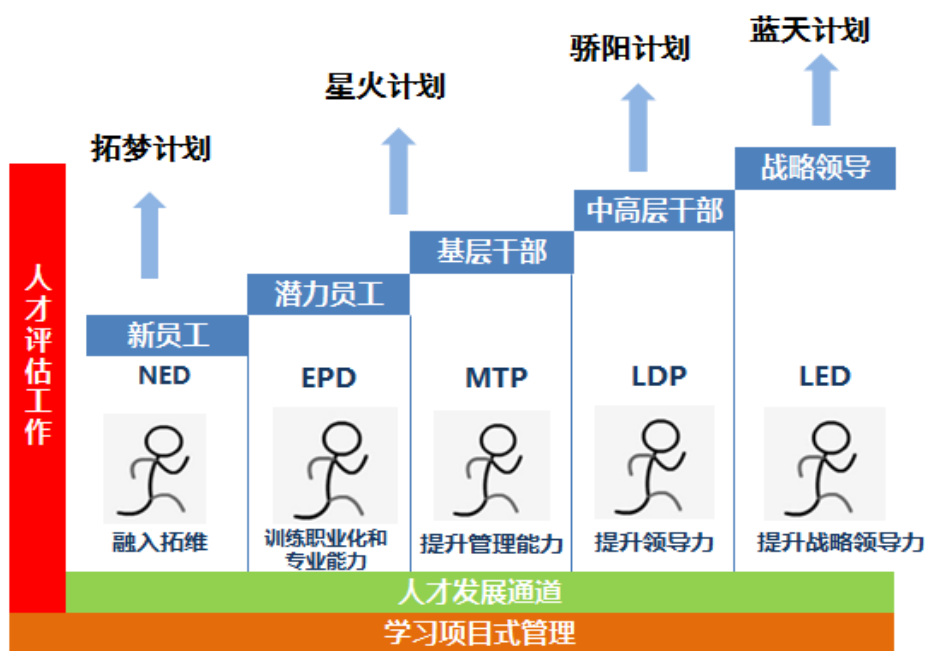 蓝天计划
骄阳计划
星火计划
拓梦计划
战略领导
中高层干部
基层干部
潜力员工
新员工
人才评估工作
NED
EPD
MTP
LDP
LED
融入拓维
训练职业化和
专业能力
提升管理能力
提升领导力
提升战略领导力
人才发展通道
学习项目式管理